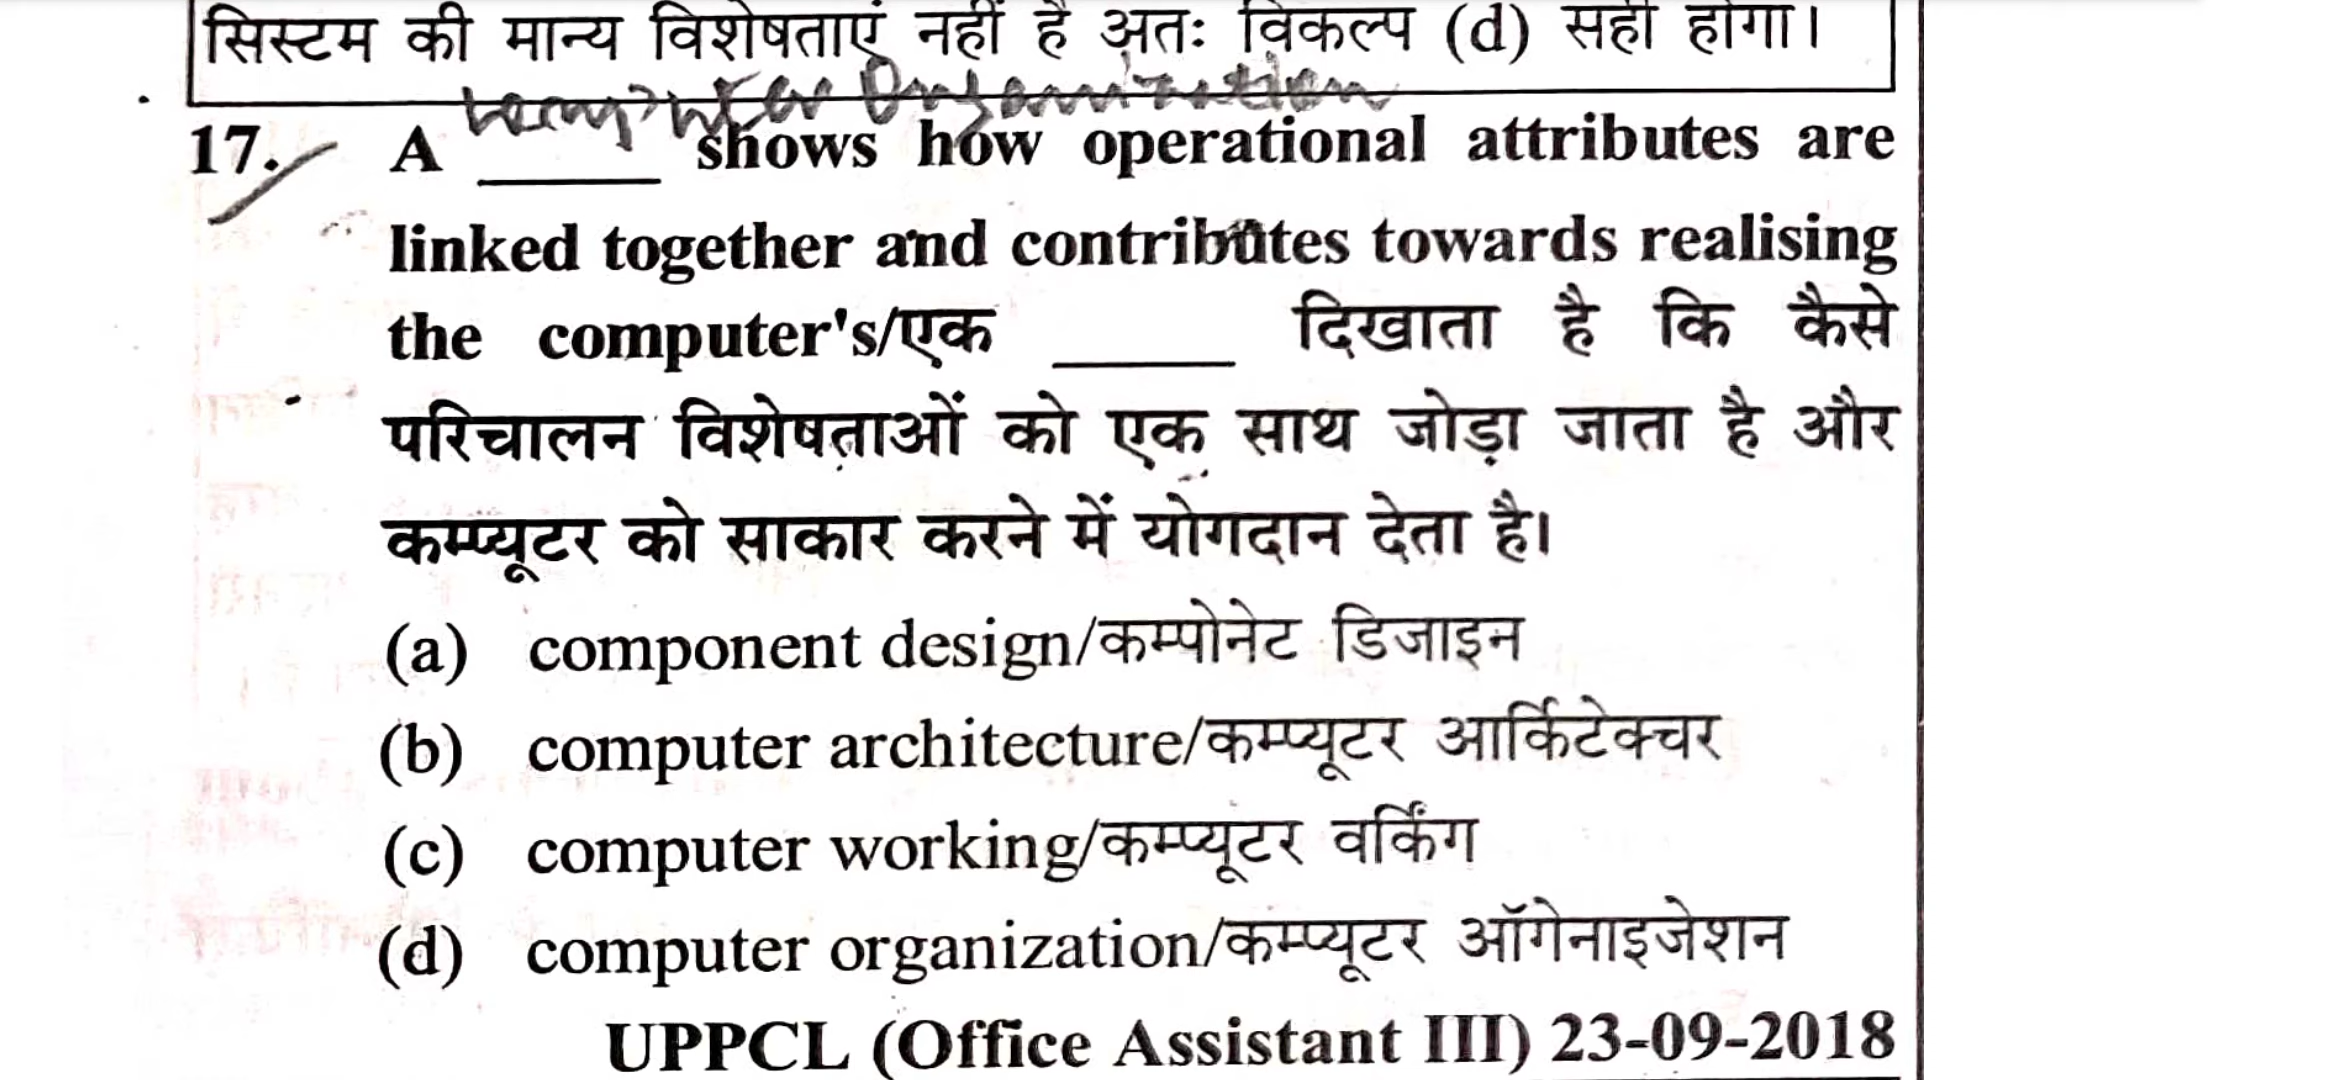 सिस्टम की मान्य विशेषताएं नहीं है अतः विकल्प (d) सही होगा।
computer Organization
17. A _____ shows how operational attributes are
linked together and contributes towards realising
the computer's/एक _____ दिखाता है कि कैसे
परिचालन विशेषताओं को एक साथ जोड़ा जाता है और
कम्प्यूटर को साकार करने में योगदान देता है।
(a) component design/कम्पोनेट डिजाइन
(b) computer architecture/कम्प्यूटर आर्किटेक्चर
(c) computer working/कम्प्यूटर वर्किंग
(d) computer organization/कम्प्यूटर ऑगेनाइजेशन
UPPCL (Office Assistant III) 23-09-2018